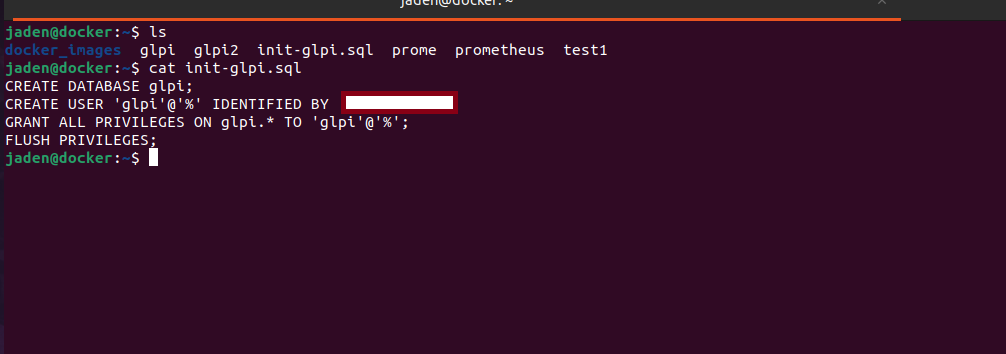 jaden@docker: ~
jaden@docker:~$ ls
docker_images  glpi  glpi2  init-glpi.sql  prome  prometheus  test1
jaden@docker:~$ cat init-glpi.sql
CREATE DATABASE glpi;
CREATE USER 'glpi'@'%' IDENTIFIED BY
GRANT ALL PRIVILEGES ON glpi.* TO 'glpi'@'%';
FLUSH PRIVILEGES;
jaden@docker:~$